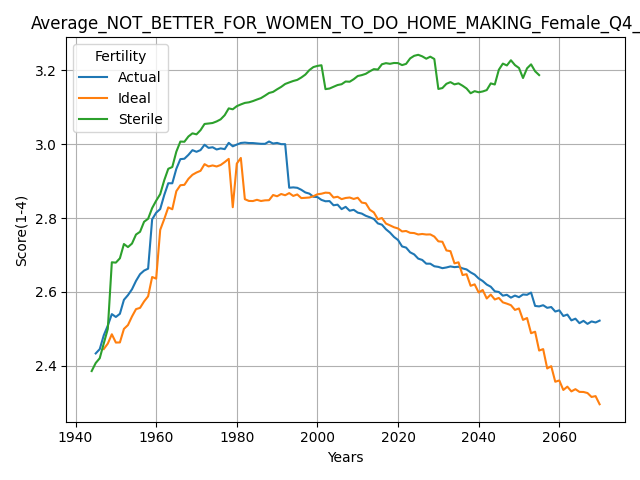 Average_NOT_BETTER_FOR_WOMEN_TO_DO_HOME_MAKING_Female_Q4_
Fertility
Actual
Ideal
Sterile
Score(1-4)
3.2
3.0
2.8
2.6
2.4
1940 1960 1980 2000 2020 2040 2060
Years